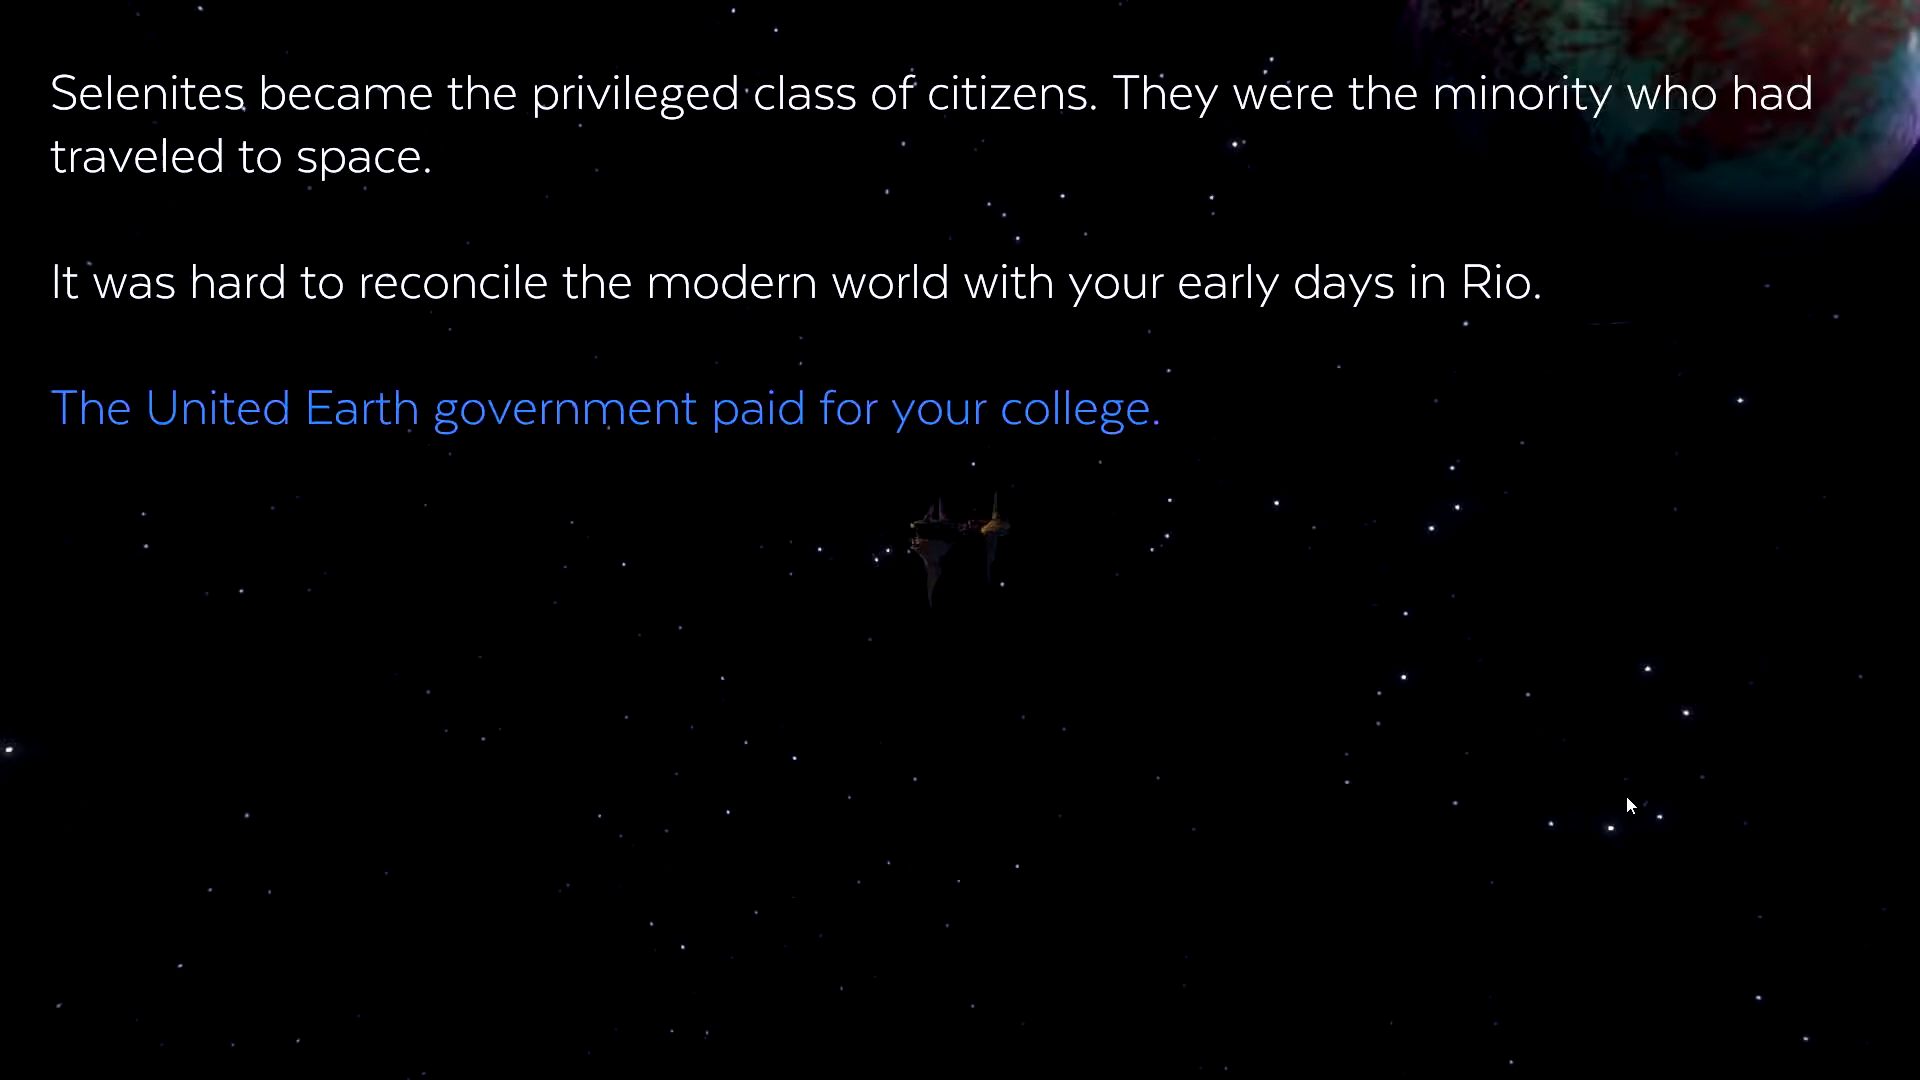 Selenites became the privileged class of citizens. They were the minority who had
traveled to space.
It was hard to reconcile the modern world with your early days in Rio.
The United Earth government paid for your college.